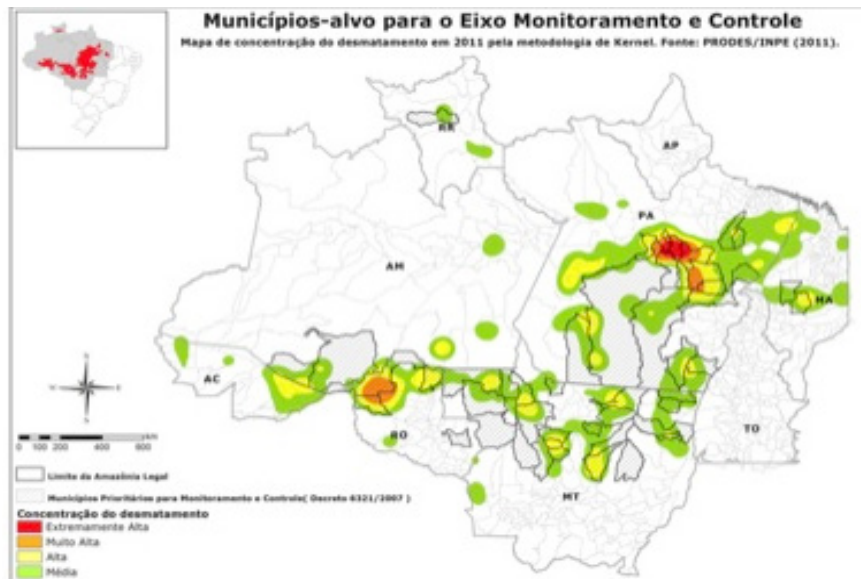 Municípios-alvo para o Eixo Monitoramento e Controle
Mapa de concentração do desmatamento em 2011 pela metodologia de Kernel. Fonte: PRODES/INPE (2011).
RR
AP
PA
AM
MA
AC
RO
TO
MT
0 100 200 400 600 km
Limite da Amazônia Legal
Municípios Prioritários para Monitoramento e Controle( Decreto 6321/2007 )
Concentração do desmatamento
Extremamente Alta
Muito Alta
Alta
Média